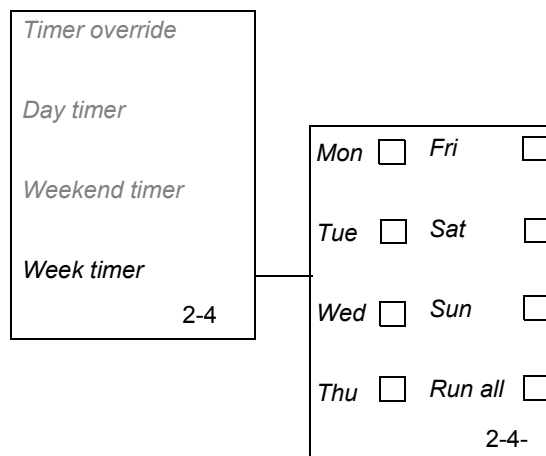 Timer override
Day timer
Weekend timer
Week timer
2-4
Mon Fri
Tue Sat
Wed Sun
Thu Run all
2-4-